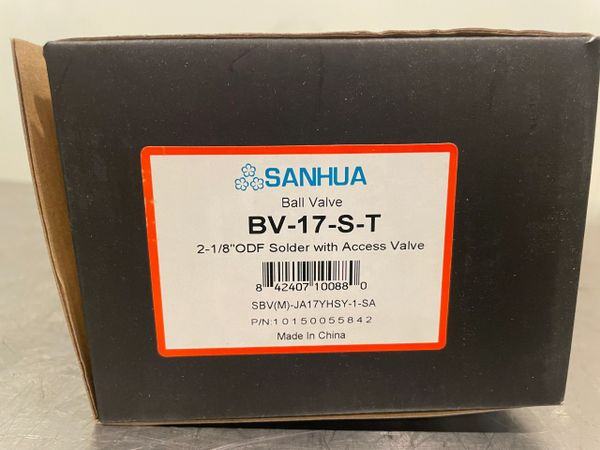 SANHUA
Ball Valve
BV-17-S-T
2-1/8"ODF Solder with Access Valve
8 42407 10088 0
SBV(M)-JA17YHSY-1-SA
P/N:10150055842
Made In China